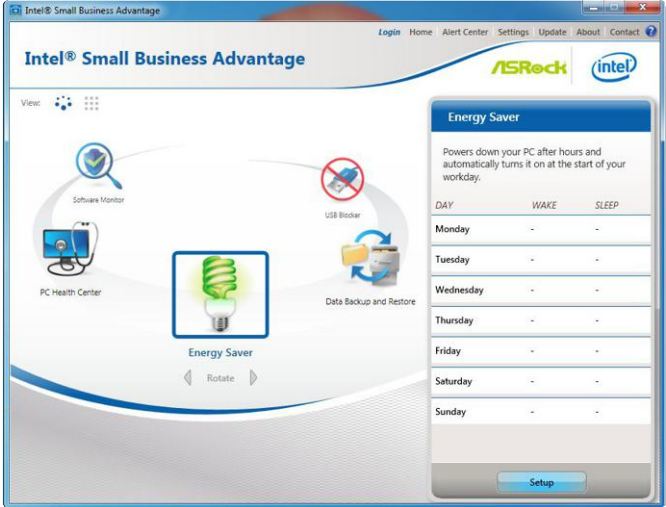 Intel® Small Business Advantage
Login Home Alert Center Settings Update About Contact ?
Intel® Small Business Advantage
ASRock
intel
View:
Energy Saver
Powers down your PC after hours and
automatically turns it on at the start of your
workday.
DAY WAKE SLEEP
Monday - -
Tuesday - -
Wednesday - -
Thursday - -
Friday - -
Saturday - -
Sunday - -
Setup
Software Monitor
USB Blocker
PC Health Center
Data Backup and Restore
Energy Saver
Rotate